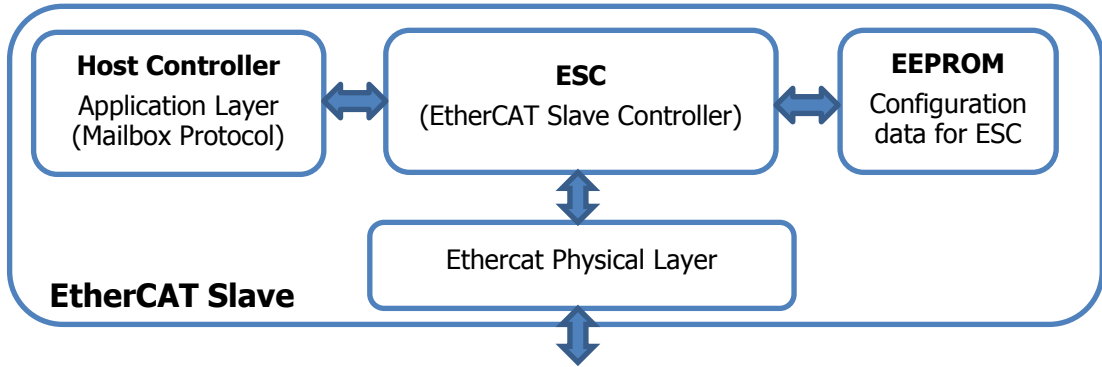 Host Controller
Application Layer
(Mailbox Protocol)
ESC
(EtherCAT Slave Controller)
EEPROM
Configuration
data for ESC
Ethercat Physical Layer
EtherCAT Slave